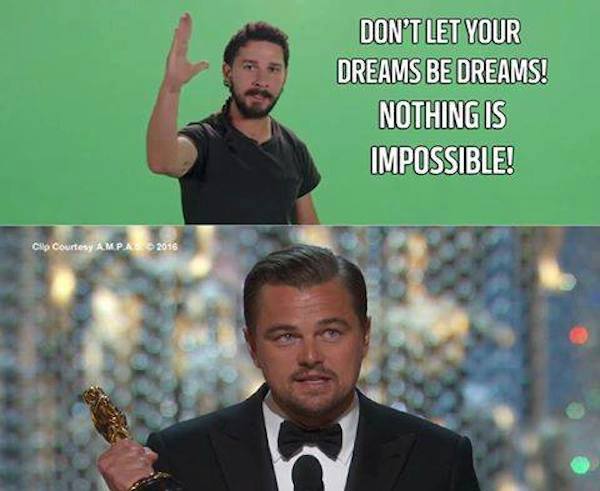 DON'T LET YOUR
DREAMS BE DREAMS!
NOTHING IS
IMPOSSIBLE!
Clip Courtesy A.M.P.A.S. © 2016